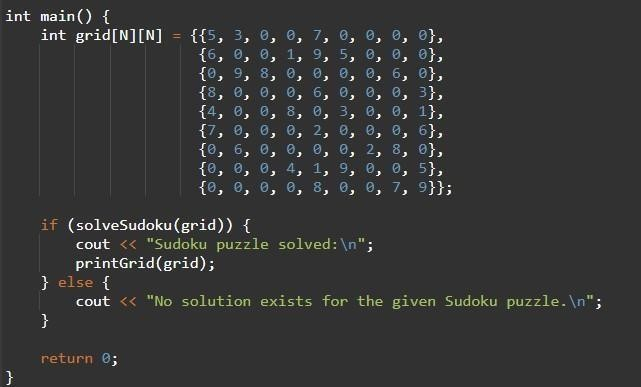 int main() {
    int grid[N][N] = {{5, 3, 0, 0, 7, 0, 0, 0, 0},
                      {6, 0, 0, 1, 9, 5, 0, 0, 0},
                      {0, 9, 8, 0, 0, 0, 0, 6, 0},
                      {8, 0, 0, 0, 6, 0, 0, 0, 3},
                      {4, 0, 0, 8, 0, 3, 0, 0, 1},
                      {7, 0, 0, 0, 2, 0, 0, 0, 6},
                      {0, 6, 0, 0, 0, 0, 2, 8, 0},
                      {0, 0, 0, 4, 1, 9, 0, 0, 5},
                      {0, 0, 0, 0, 8, 0, 0, 7, 9}};
    if (solveSudoku(grid)) {
        cout << "Sudoku puzzle solved:\n";
        printGrid(grid);
    } else {
        cout << "No solution exists for the given Sudoku puzzle.\n";
    }
    return 0;
}